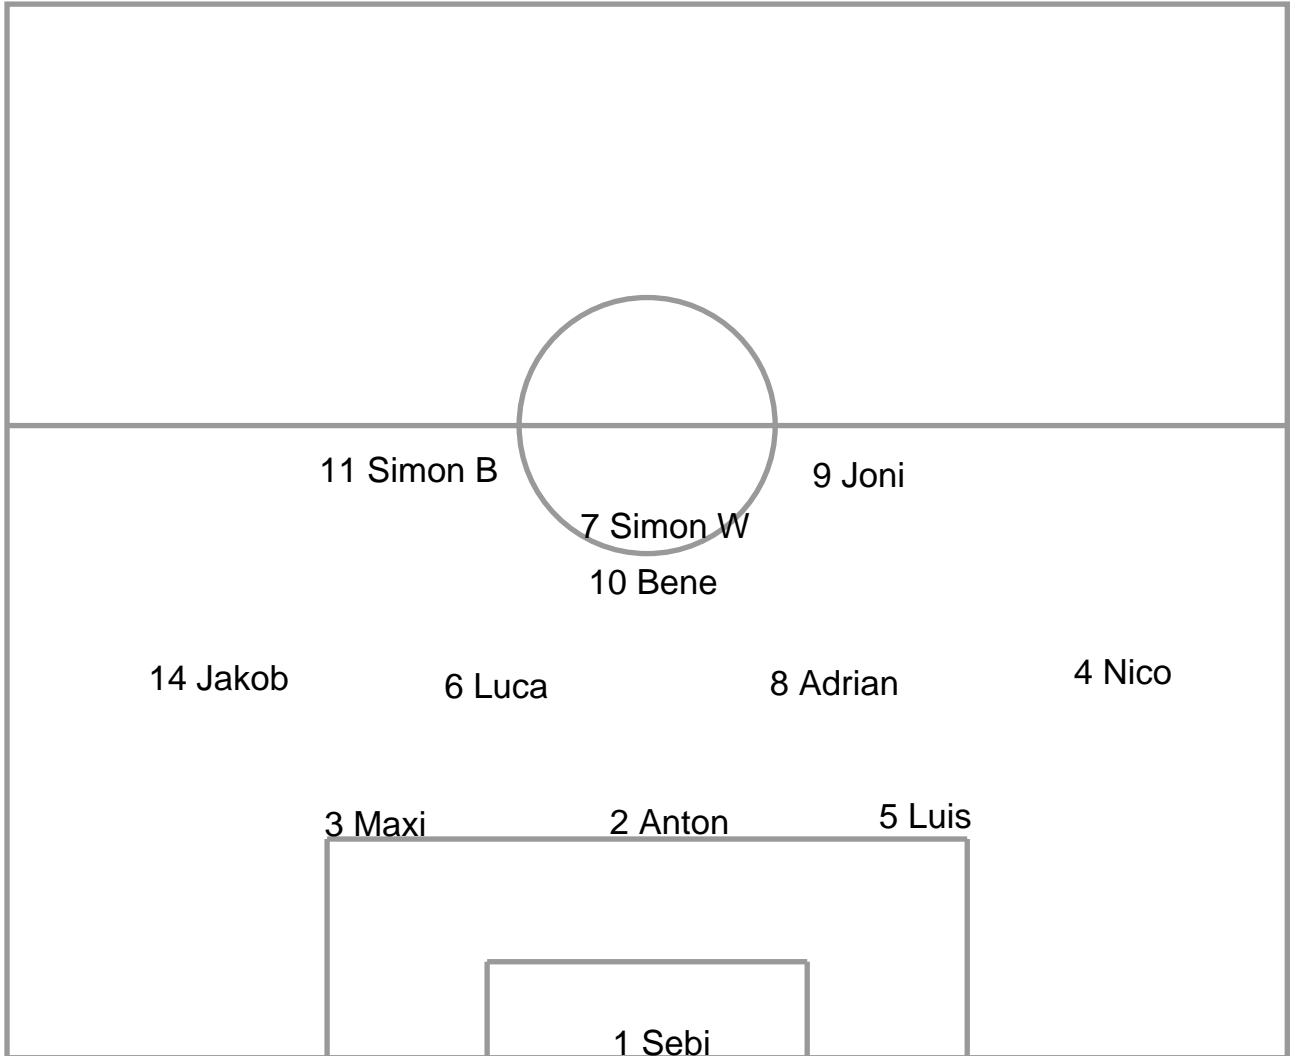 11 Simon B
9 Joni
7 Simon W
10 Bene
14 Jakob
6 Luca
8 Adrian
4 Nico
3 Maxi
2 Anton
5 Luis
1 Sebi